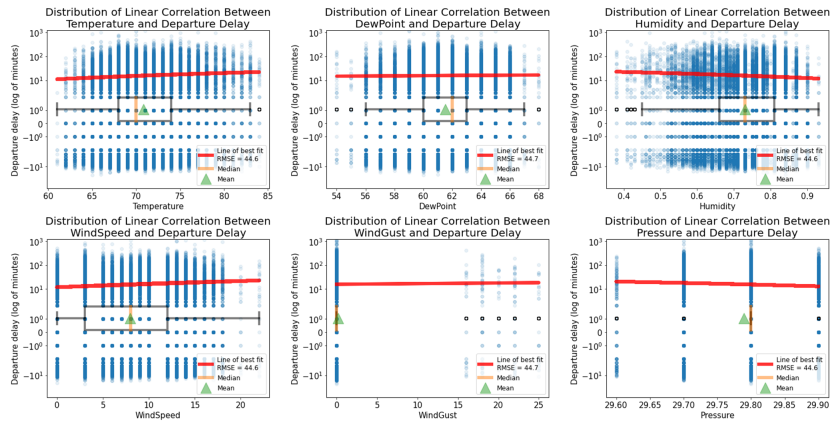 Distribution of Linear Correlation Between
Temperature and Departure Delay
Departure delay (log of minutes)
10³
10²
10¹
10⁰
0
−10⁰
−10¹
Line of best fit
RMSE = 44.6
Median
Mean
60 65 70 75 80 85
Temperature
Distribution of Linear Correlation Between
DewPoint and Departure Delay
Departure delay (log of minutes)
10³
10²
10¹
10⁰
0
−10⁰
−10¹
Line of best fit
RMSE = 44.7
Median
Mean
54 56 58 60 62 64 66 68
DewPoint
Distribution of Linear Correlation Between
Humidity and Departure Delay
Departure delay (log of minutes)
10³
10²
10¹
10⁰
0
−10⁰
−10¹
Line of best fit
RMSE = 44.6
Median
Mean
0.4 0.5 0.6 0.7 0.8 0.9
Humidity
Distribution of Linear Correlation Between
WindSpeed and Departure Delay
Departure delay (log of minutes)
10³
10²
10¹
10⁰
0
−10⁰
−10¹
Line of best fit
RMSE = 44.6
Median
Mean
0 5 10 15 20
WindSpeed
Distribution of Linear Correlation Between
WindGust and Departure Delay
Departure delay (log of minutes)
10³
10²
10¹
10⁰
0
−10⁰
−10¹
Line of best fit
RMSE = 44.7
Median
Mean
0 5 10 15 20 25
WindGust
Distribution of Linear Correlation Between
Pressure and Departure Delay
Departure delay (log of minutes)
10³
10²
10¹
10⁰
0
−10⁰
−10¹
Line of best fit
RMSE = 44.6
Median
Mean
29.60 29.65 29.70 29.75 29.80 29.85 29.90
Pressure